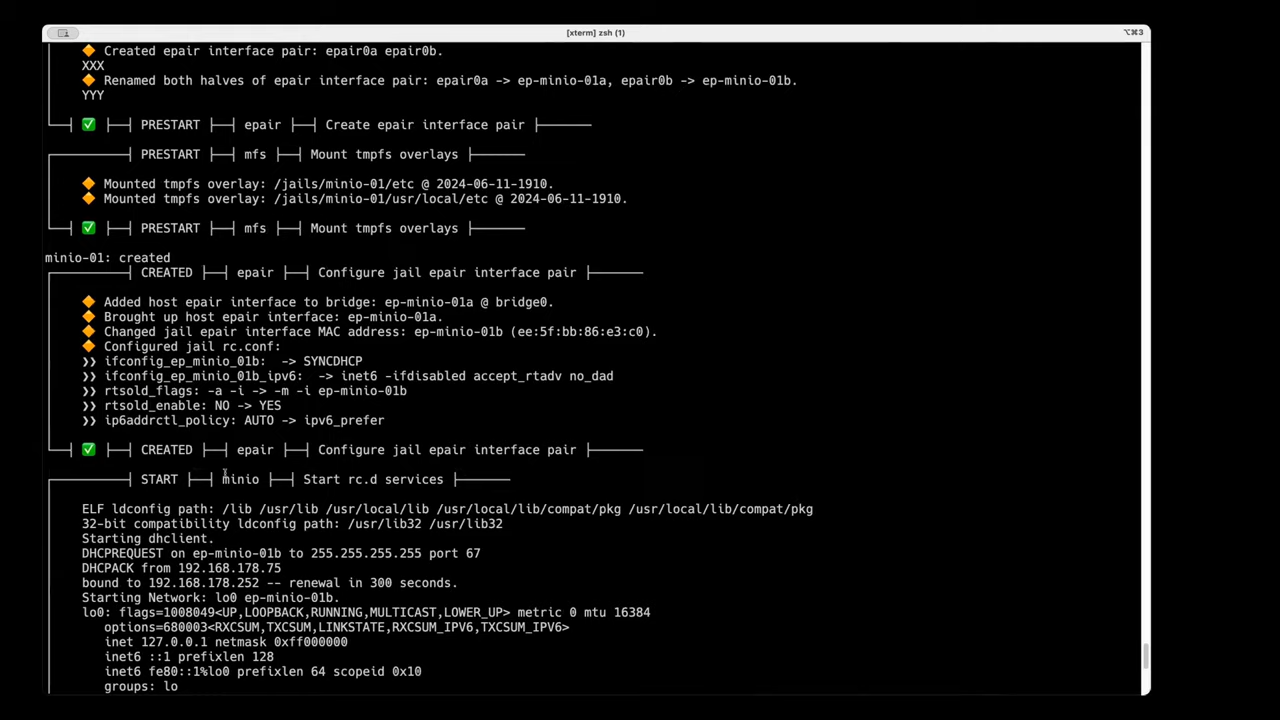 [xterm] zsh (1)
⌥⌘3
🔶 Created epair interface pair: epair0a epair0b.
XXX
🔶 Renamed both halves of epair interface pair: epair0a -> ep-minio-01a, epair0b -> ep-minio-01b.
YYY
└─┤ ✅ ├─┤ PRESTART ├─┤ epair ├─┤ Create epair interface pair ├──────
┌──────────┤ PRESTART ├─┤ mfs ├─┤ Mount tmpfs overlays ├──────
🔶 Mounted tmpfs overlay: /jails/minio-01/etc @ 2024-06-11-1910.
🔶 Mounted tmpfs overlay: /jails/minio-01/usr/local/etc @ 2024-06-11-1910.
└─┤ ✅ ├─┤ PRESTART ├─┤ mfs ├─┤ Mount tmpfs overlays ├──────
minio-01: created
┌──────────┤ CREATED ├─┤ epair ├─┤ Configure jail epair interface pair ├──────
🔶 Added host epair interface to bridge: ep-minio-01a @ bridge0.
🔶 Brought up host epair interface: ep-minio-01a.
🔶 Changed jail epair interface MAC address: ep-minio-01b (ee:5f:bb:86:e3:c0).
🔶 Configured jail rc.conf:
❯❯ ifconfig_ep_minio_01b:  -> SYNCDHCP
❯❯ ifconfig_ep_minio_01b_ipv6:  -> inet6 -ifdisabled accept_rtadv no_dad
❯❯ rtsold_flags: -a -i -> -m -i ep-minio-01b
❯❯ rtsold_enable: NO -> YES
❯❯ ip6addrctl_policy: AUTO -> ipv6_prefer
└─┤ ✅ ├─┤ CREATED ├─┤ epair ├─┤ Configure jail epair interface pair ├──────
┌──────────┤ START ├─┤ minio ├─┤ Start rc.d services ├──────
ELF ldconfig path: /lib /usr/lib /usr/local/lib /usr/local/lib/compat/pkg /usr/local/lib/compat/pkg
32-bit compatibility ldconfig path: /usr/lib32 /usr/lib32
Starting dhclient.
DHCPREQUEST on ep-minio-01b to 255.255.255.255 port 67
DHCPACK from 192.168.178.75
bound to 192.168.178.252 -- renewal in 300 seconds.
Starting Network: lo0 ep-minio-01b.
lo0: flags=1008049<UP,LOOPBACK,RUNNING,MULTICAST,LOWER_UP> metric 0 mtu 16384
options=680003<RXCSUM,TXCSUM,LINKSTATE,RXCSUM_IPV6,TXCSUM_IPV6>
inet 127.0.0.1 netmask 0xff000000
inet6 ::1 prefixlen 128
inet6 fe80::1%lo0 prefixlen 64 scopeid 0x10
groups: lo